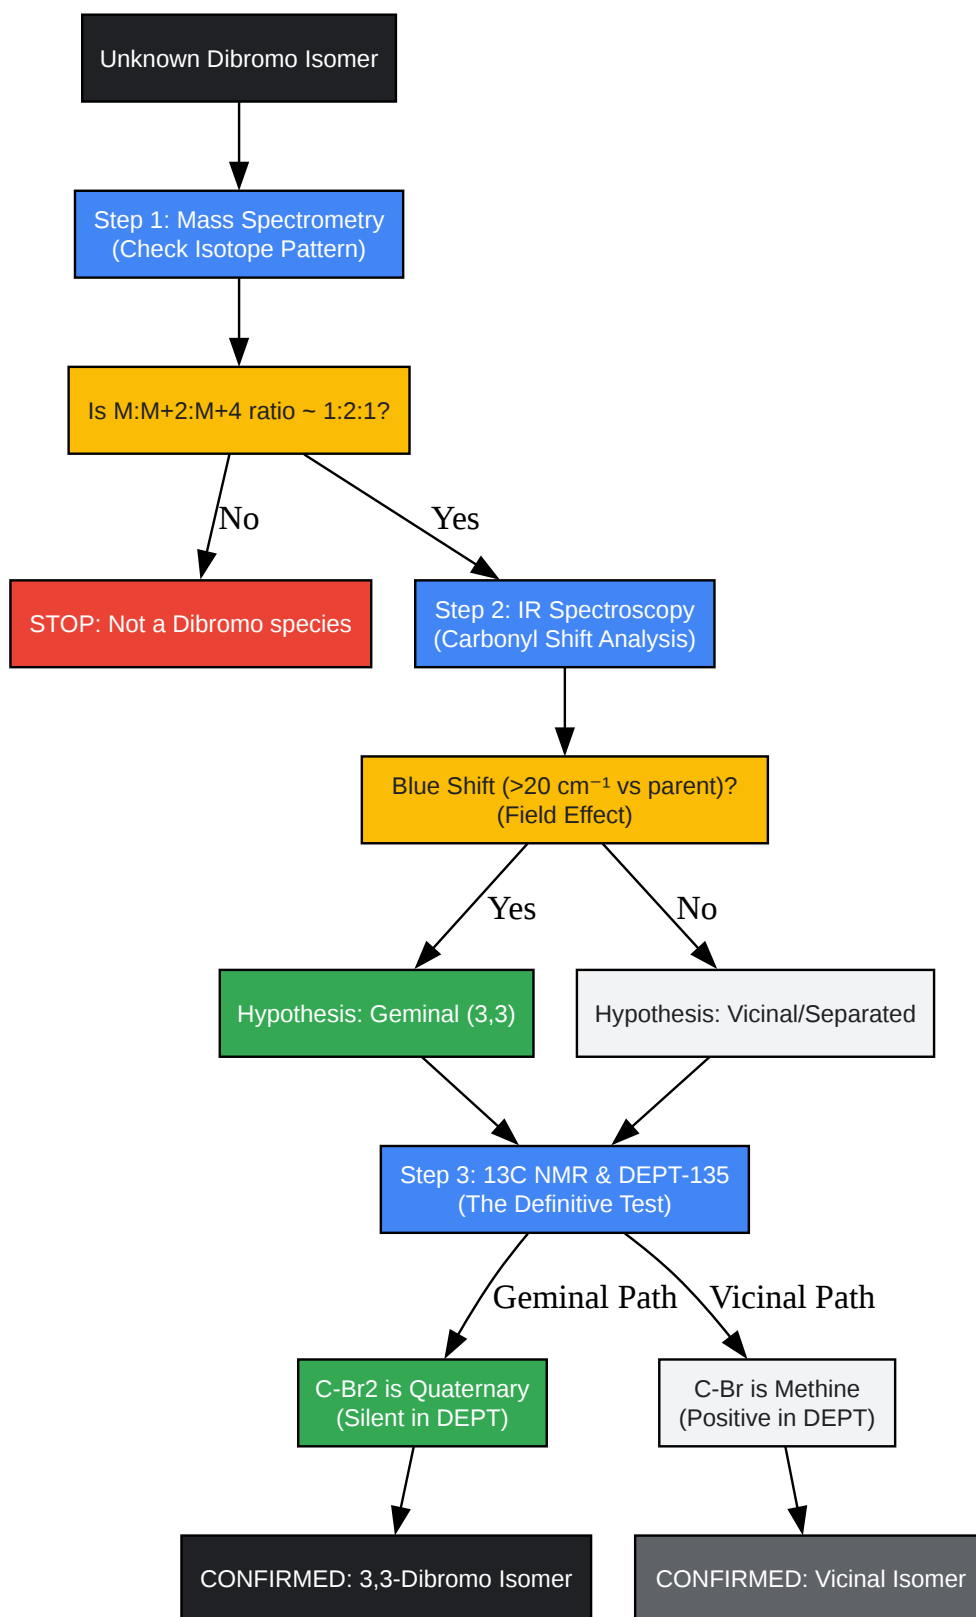 Unknown Dibromo Isomer
Step 1: Mass Spectrometry
(Check Isotope Pattern)
Is M:M+2:M+4 ratio ~ 1:2:1?
No
Yes
STOP: Not a Dibromo species
Step 2: IR Spectroscopy
(Carbonyl Shift Analysis)
Blue Shift (>20 cm⁻¹ vs parent)?
(Field Effect)
Yes
No
Hypothesis: Geminal (3,3)
Hypothesis: Vicinal/Separated
Step 3: 13C NMR & DEPT-135
(The Definitive Test)
Geminal Path
Vicinal Path
C-Br2 is Quaternary
(Silent in DEPT)
C-Br is Methine
(Positive in DEPT)
CONFIRMED: 3,3-Dibromo Isomer
CONFIRMED: Vicinal Isomer